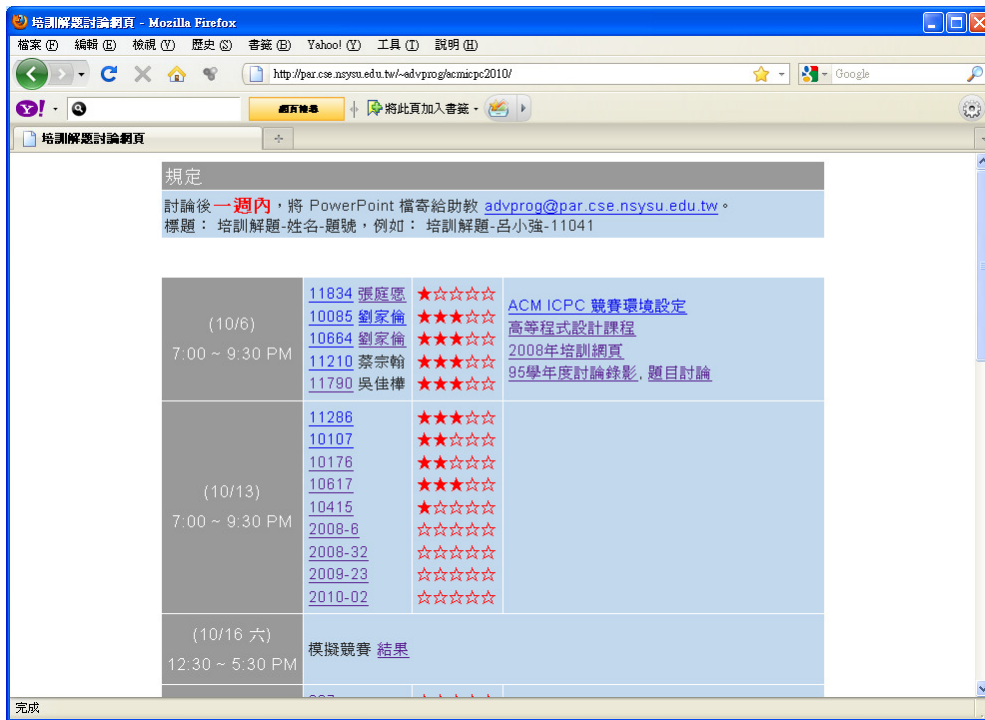 培訓解題討論網頁 - Mozilla Firefox
檔案(F) 編輯(E) 檢視(V) 歷史(S) 書籤(B) Yahoo!(Y) 工具(T) 說明(H)
http://par.cse.nsysu.edu.tw/~advprog/acmicpc2010/
Google
Y! 網頁搜尋 將此頁加入書籤
培訓解題討論網頁
規定
討論後一週內，將 PowerPoint 檔寄給助教 advprog@par.cse.nsysu.edu.tw。
標題： 培訓解題-姓名-題號，例如： 培訓解題-呂小強-11041
(10/6)
7:00 ~ 9:30 PM
11834 張庭愿 ★☆☆☆☆
10085 劉家倫 ★★★☆☆
10664 劉家倫 ★★★☆☆
11210 蔡宗翰 ★★★☆☆
11790 吳佳樺 ★★★☆☆
ACM ICPC 競賽環境設定
高等程式設計課程
2008年培訓網頁
95學年度討論錄影, 題目討論
(10/13)
7:00 ~ 9:30 PM
11286 ★★★☆☆
10107 ★★☆☆☆
10176 ★★☆☆☆
10617 ★★★☆☆
10415 ★☆☆☆☆
2008-6 ☆☆☆☆☆
2008-32 ☆☆☆☆☆
2009-23 ☆☆☆☆☆
2010-02 ☆☆☆☆☆
(10/16 六)
12:30 ~ 5:30 PM
模擬競賽 結果
完成